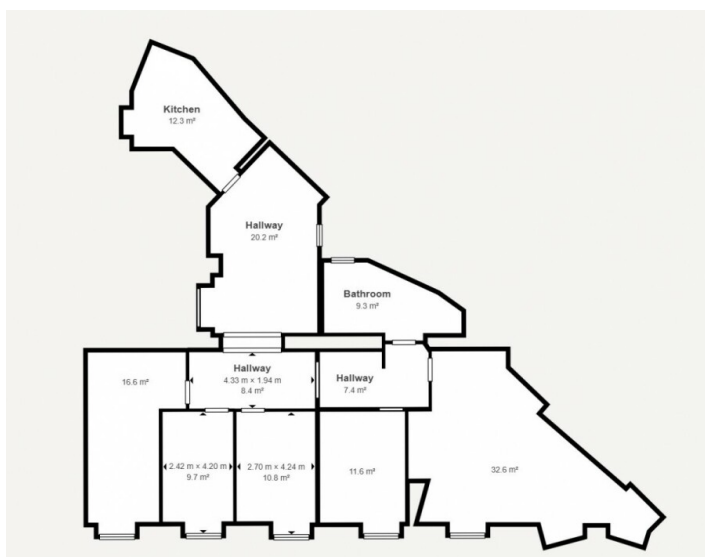 Kitchen
12.3 m²
Hallway
20.2 m²
Bathroom
9.3 m²
Hallway
4.33 m × 1.94 m
8.4 m²
Hallway
7.4 m²
16.6 m²
2.42 m × 4.20 m
9.7 m²
2.70 m × 4.24 m
10.8 m²
11.6 m²
32.6 m²